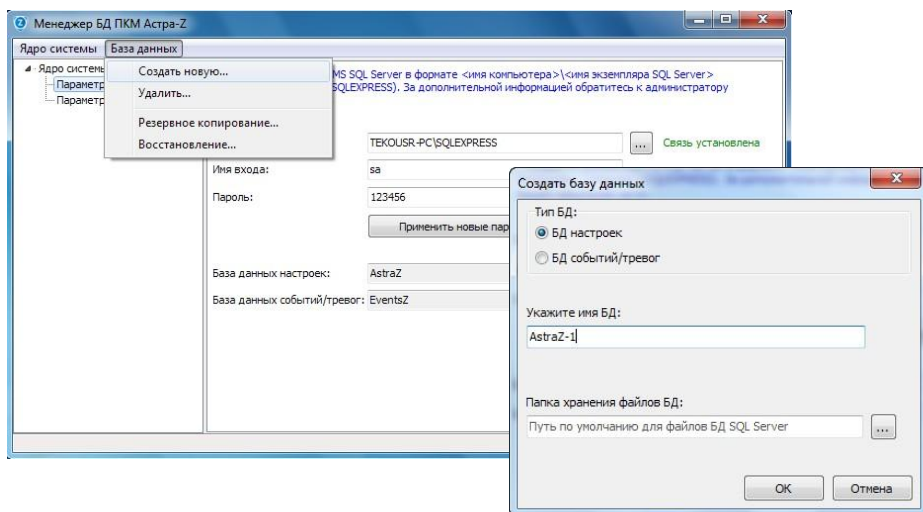 Менеджер БД ПКМ Астра-Z
Ядро системы База данных
Ядро системы
Параметр
Параметр
Создать новую...
Удалить...
Резервное копирование...
Восстановление...
MS SQL Server в формате <имя компьютера>\<имя экземпляра SQL Server>
SQLEXPRESS). За дополнительной информацией обратитесь к администратору
TEKOUSR-PC\SQLEXPRESS ... Связь установлена
Имя входа: sa
Пароль: 123456
Применить новые пар
База данных настроек: AstraZ
База данных событий/тревог: EventsZ
Создать базу данных
Тип БД:
БД настроек
БД событий/тревог
Укажите имя БД:
AstraZ-1
Папка хранения файлов БД:
Путь по умолчанию для файлов БД SQL Server ...
OK Отмена